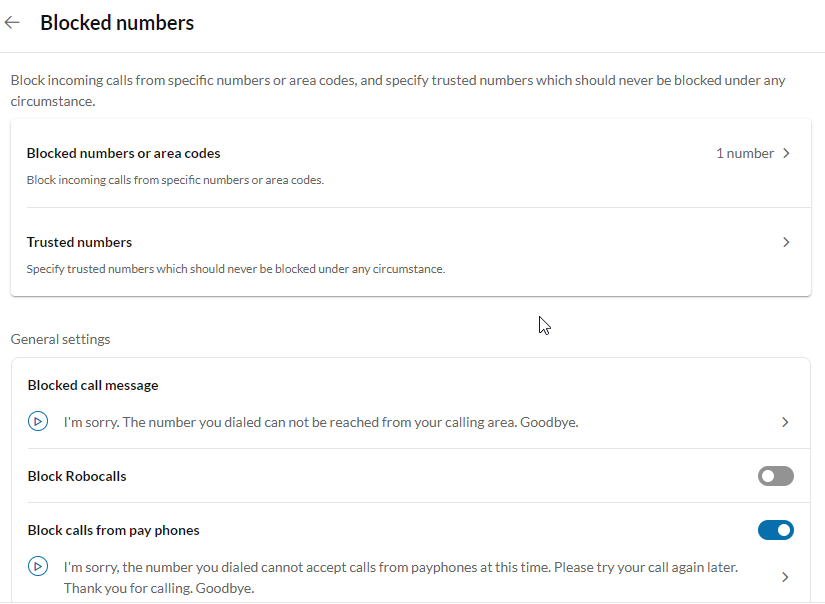 Blocked numbers
Block incoming calls from specific numbers or area codes, and specify trusted numbers which should never be blocked under any
circumstance.
Blocked numbers or area codes
1 number
Block incoming calls from specific numbers or area codes.
Trusted numbers
Specify trusted numbers which should never be blocked under any circumstance.
General settings
Blocked call message
I'm sorry. The number you dialed can not be reached from your calling area. Goodbye.
Block Robocalls
Block calls from pay phones
I'm sorry, the number you dialed cannot accept calls from payphones at this time. Please try your call again later.
Thank you for calling. Goodbye.